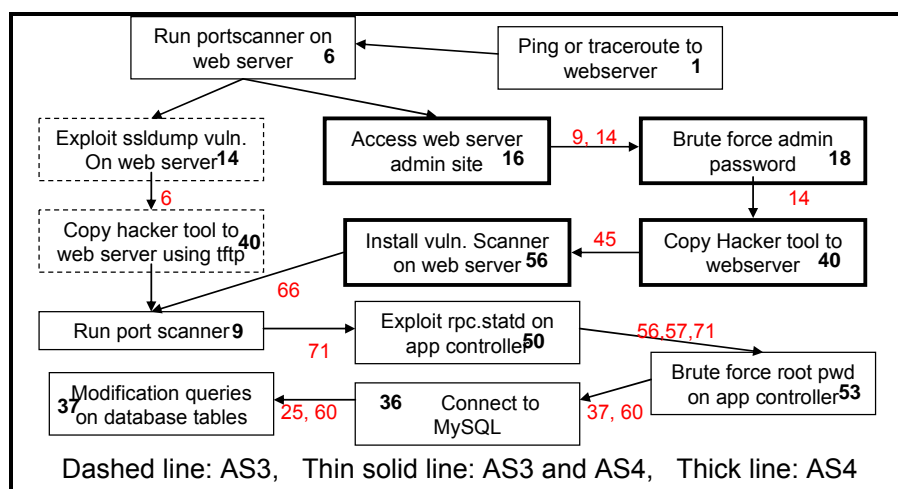 Run portscanner on
web server 6
Ping or traceroute to
webserver 1
Exploit ssldump vuln.
On web server 14
Access web server
admin site 16
9, 14
Brute force admin
password 18
6
14
Copy hacker tool to
web server using tftp 40
Install vuln. Scanner
on web server 56
45
Copy Hacker tool to
webserver 40
66
Run port scanner 9
71
Exploit rpc.statd on
app controller 50
56,57,71
Brute force root pwd
on app controller 53
Modification queries
37 on database tables
25, 60
36 Connect to
MySQL
37, 60
Dashed line: AS3, Thin solid line: AS3 and AS4, Thick line: AS4